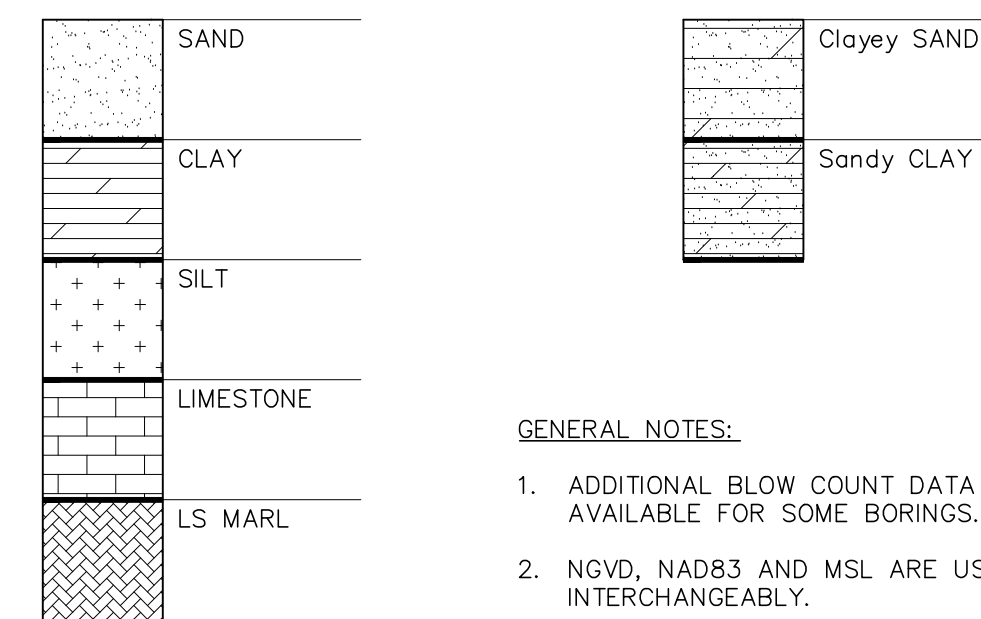 SAND
CLAY
SILT
LIMESTONE
LS MARL
Clayey SAND
Sandy CLAY
GENERAL NOTES:
1. ADDITIONAL BLOW COUNT DATA
AVAILABLE FOR SOME BORINGS.
2. NGVD, NAD83 AND MSL ARE
INTERCHANGEABLY.